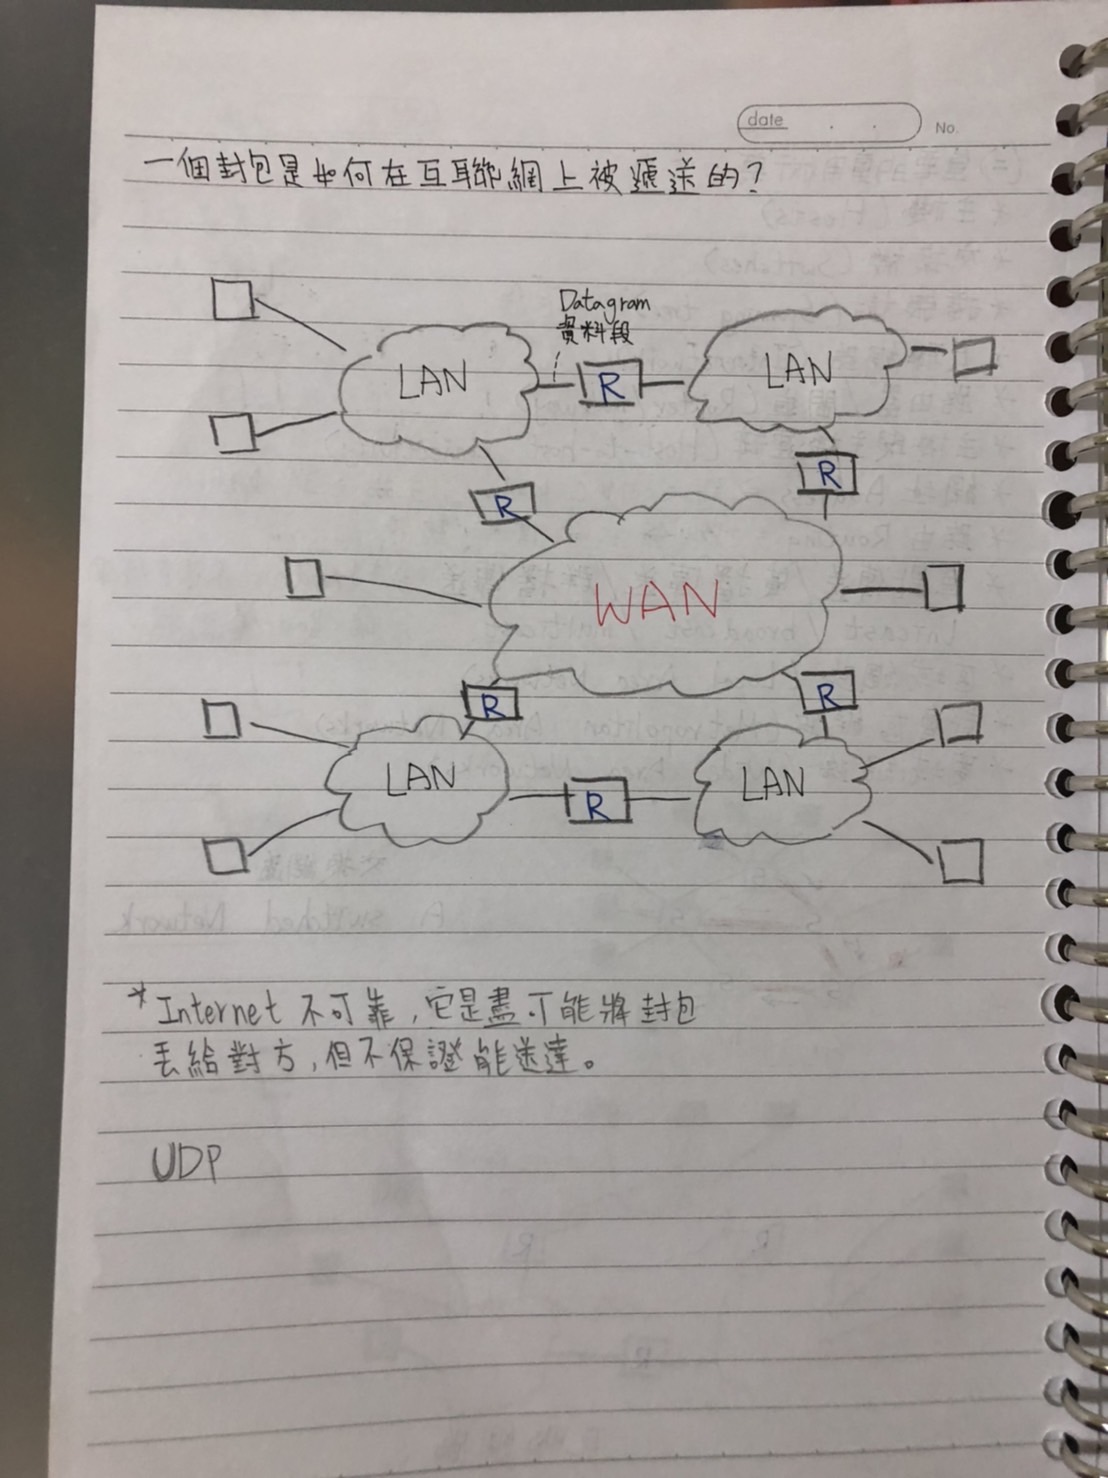 date
No.
一個封包是如何在互聯網上被遞送的?
Datagram
資料段
LAN
R
LAN
R
R
WAN
R
R
LAN
R
LAN
*Internet 不可靠,它是盡可能將封包
丟給對方,但不保證能送達。
UDP